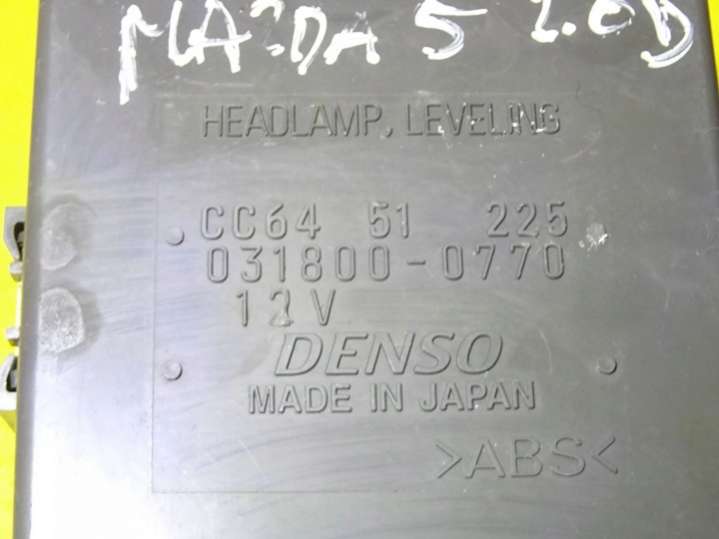 MAZDA 5 2.0D
HEADLAMP, LEVELING
CC64 51 225
031800-0770
12V
DENSO
MADE IN JAPAN
>ABS<